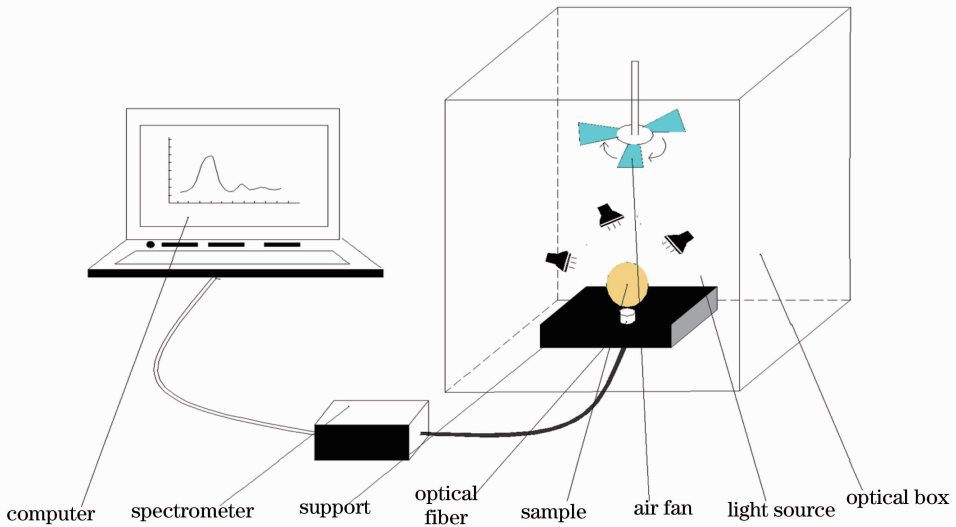 computer
spectrometer
support
optical
fiber
sample
air fan
light source
optical box